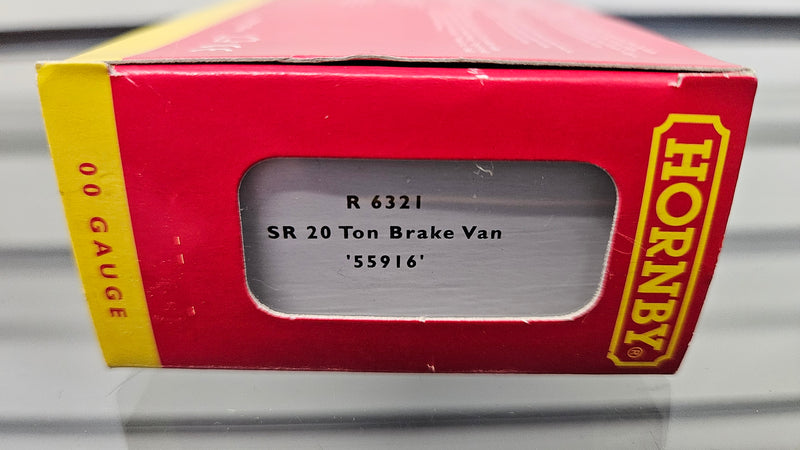 00 GAUGE
R 6321
SR 20 Ton Brake Van
'55916'
HORNBY®